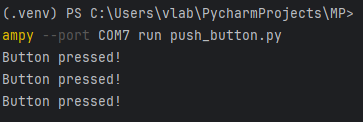 (.venv) PS C:\Users\vlab\PycharmProjects\MP>
ampy --port COM7 run push_button.py
Button pressed!
Button pressed!
Button pressed!